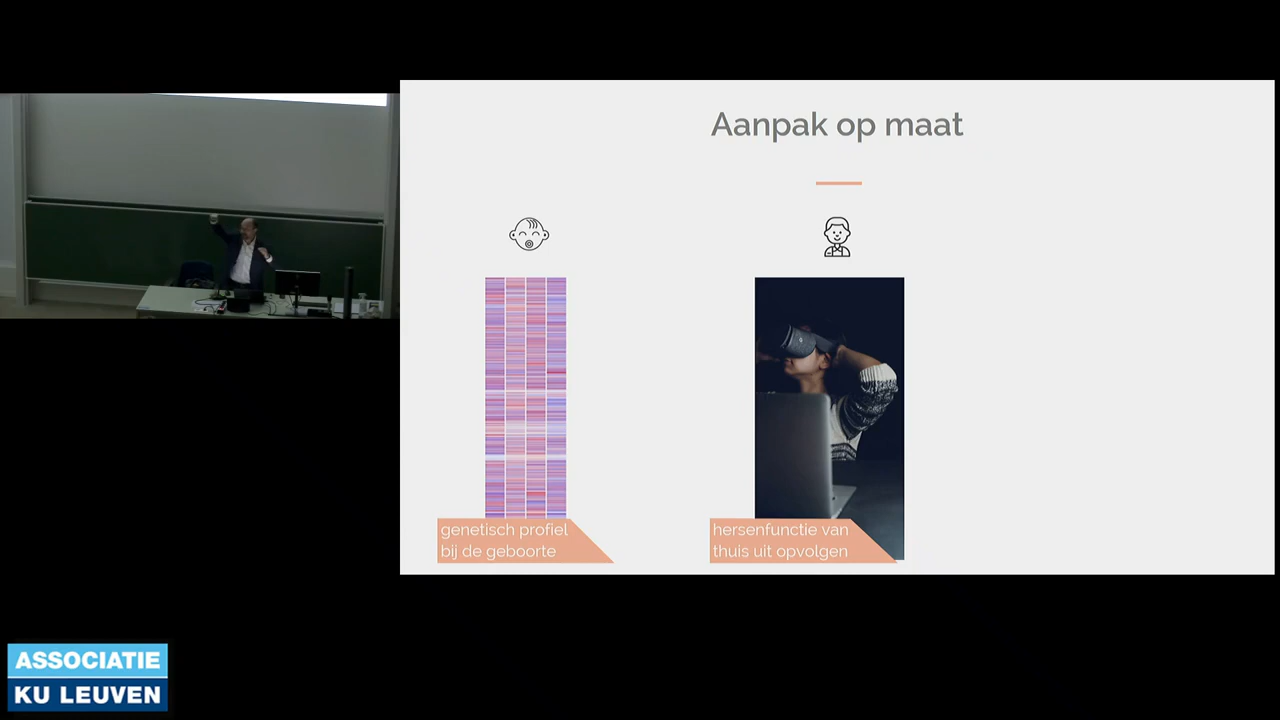 Aanpak op maat
genetisch profiel
bij de geboorte
hersenfunctie van
thuis uit opvolgen
ASSOCIATIE
KU LEUVEN